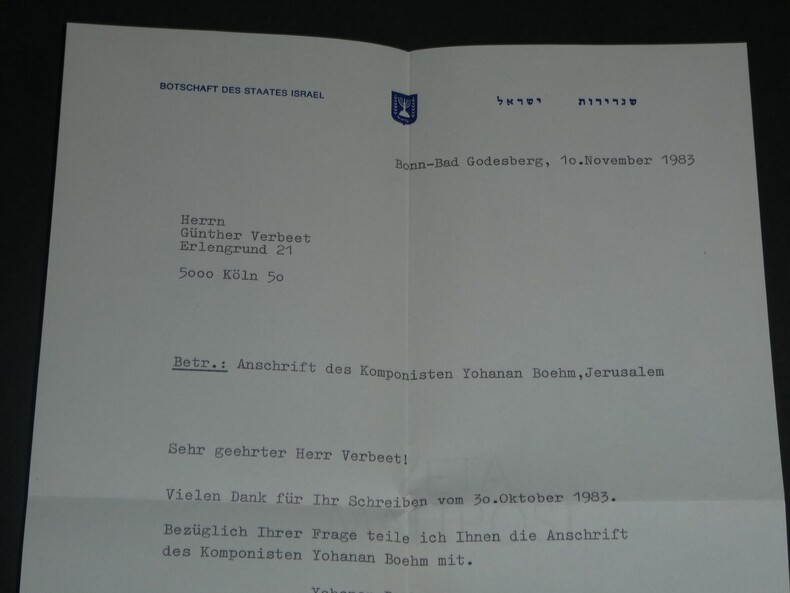 BOTSCHAFT DES STAATES ISRAEL
שגרירות ישראל
Bonn-Bad Godesberg, 1o.November 1983
Herrn
Günther Verbeet
Erlengrund 21
5ooo Köln 5o
Betr.: Anschrift des Komponisten Yohanan Boehm,Jerusalem
Sehr geehrter Herr Verbeet!
Vielen Dank für Ihr Schreiben vom 3o.Oktober 1983.
Bezüglich Ihrer Frage teile ich Ihnen die Anschrift
des Komponisten Yohanan Boehm mit.